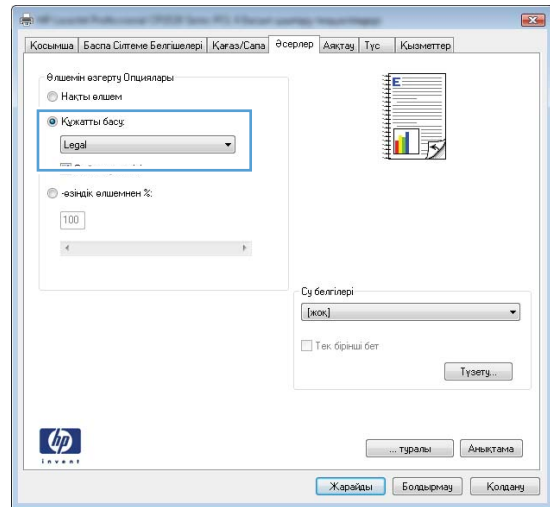 Қосымша Баспа Сілтеме Белгішелері Қағаз/Сапа Әсерлер Аяқтау Түс Қызметтер
Өлшемін өзгерту Опциялары
Нақты өлшем
Құжатты басу:
Legal
-өзіндік өлшемнен %:
100
E
Су белгілері
[жоқ]
Тек бірінші бет
Түзету...
hp
invent
... туралы Анықтама
Жарайды Болдырмау Қолдану